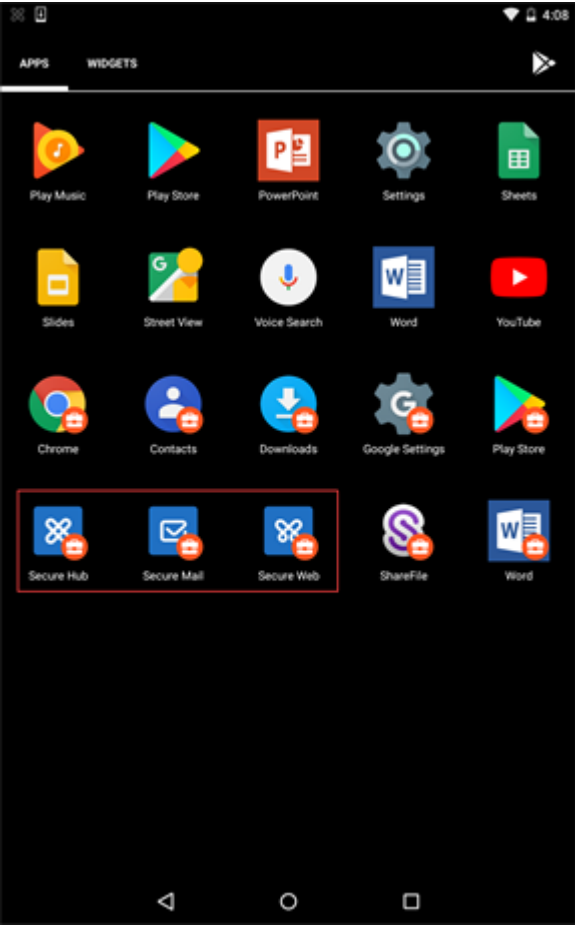 4:08
APPS WIDGETS
Play Music Play Store PowerPoint Settings Sheets
Slides Street View Voice Search Word YouTube
Chrome Contacts Downloads Google Settings Play Store
Secure Hub Secure Mail Secure Web ShareFile Word